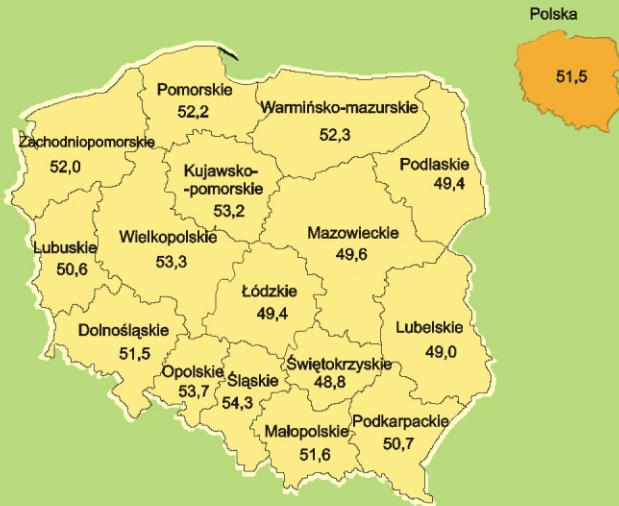 Polska
51,5
Pomorskie
52,2
Warmińsko-mazurskie
52,3
Zachodniopomorskie
52,0
Podlaskie
49,4
Kujawsko-
-pomorskie
53,2
Lubuskie
50,6
Wielkopolskie
53,3
Mazowieckie
49,6
Łódzkie
49,4
Dolnośląskie
51,5
Lubelskie
49,0
Opolskie
53,7
Śląskie
54,3
Świętokrzyskie
48,8
Małopolskie
51,6
Podkarpackie
50,7